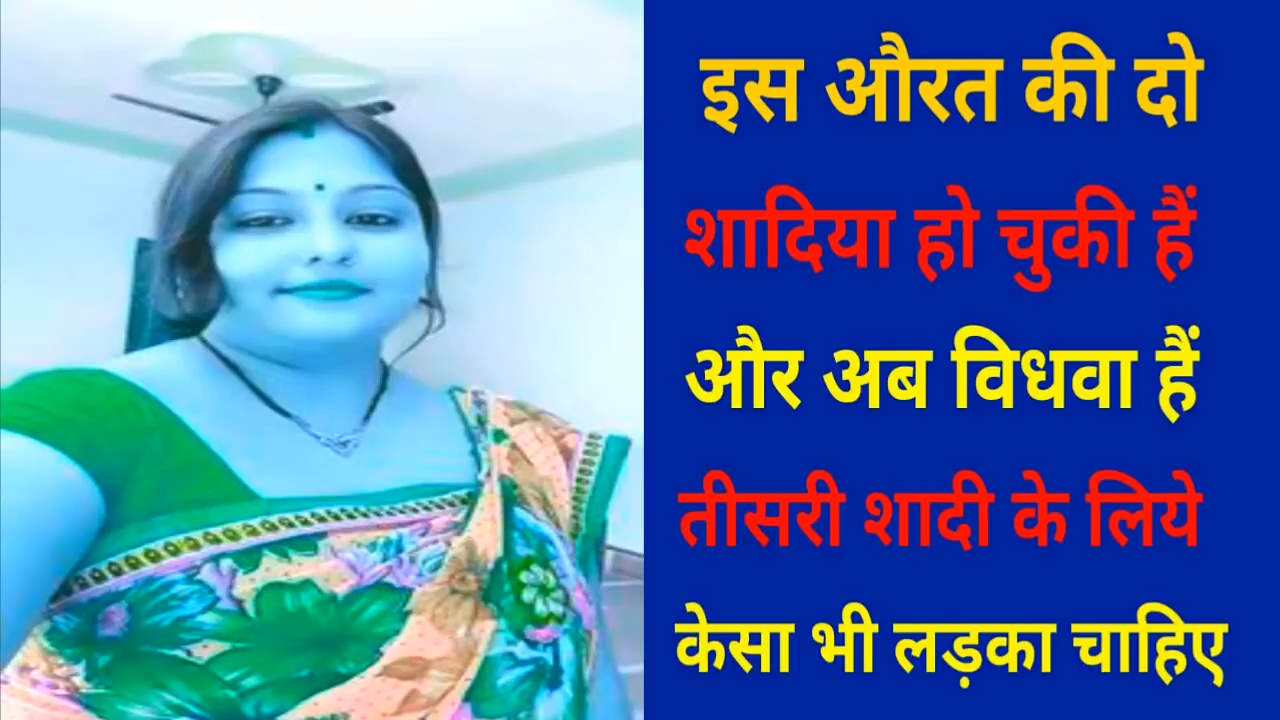 इस औरत की दो
शादिया हो चुकी हैं
और अब विधवा हैं
तीसरी शादी के लिये
केसा भी लड़का चाहिए